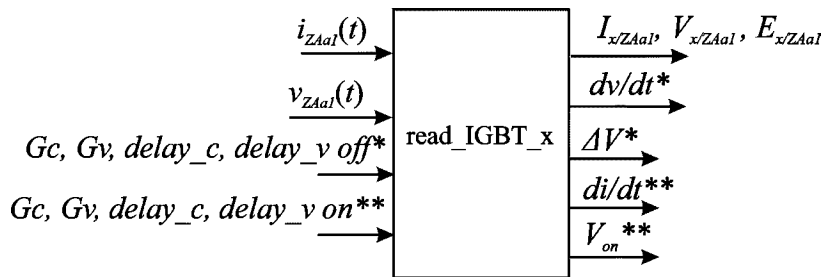 i_ZAa1(t)
v_ZAa1(t)
Gc, Gv, delay_c, delay_v off*
Gc, Gv, delay_c, delay_v on**
read_IGBT_x
I_x/ZAa1, V_x/ZAa1, E_x/ZAa1
dv/dt*
ΔV*
di/dt**
V_on**